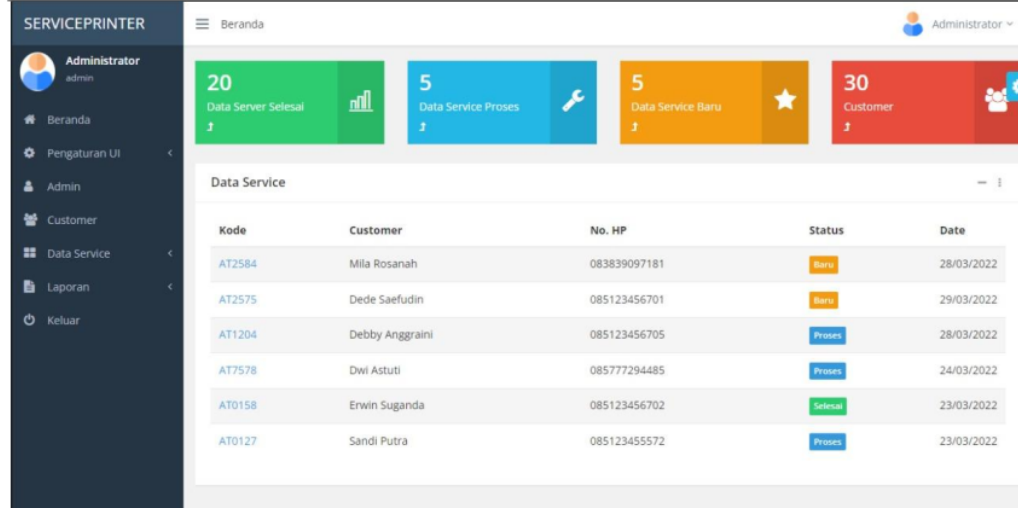 SERVICEPRINTER
Beranda
Administrator
Administrator
admin
Beranda
Pengaturan UI
Admin
Customer
Data Service
Laporan
Keluar
20
Data Server Selesai
5
Data Service Proses
5
Data Service Baru
30
Customer
Data Service
Kode Customer No. HP Status Date
AT2584 Mila Rosanah 083839097181 Baru 28/03/2022
AT2575 Dede Saefudin 085123456701 Baru 29/03/2022
AT1204 Debby Anggraini 085123456705 Proses 28/03/2022
AT7578 Dwi Astuti 085777294485 Proses 24/03/2022
AT0158 Erwin Suganda 085123456702 Selesai 23/03/2022
AT0127 Sandi Putra 085123455572 Proses 23/03/2022